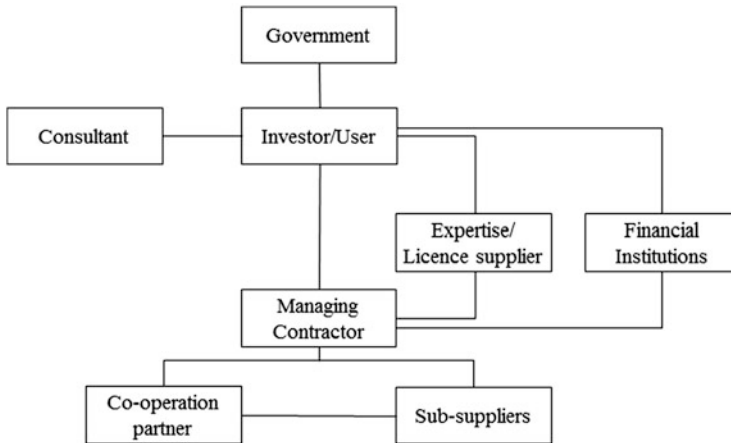 Government
Consultant
Investor/User
Expertise/
Licence supplier
Financial
Institutions
Managing
Contractor
Co-operation
partner
Sub-suppliers